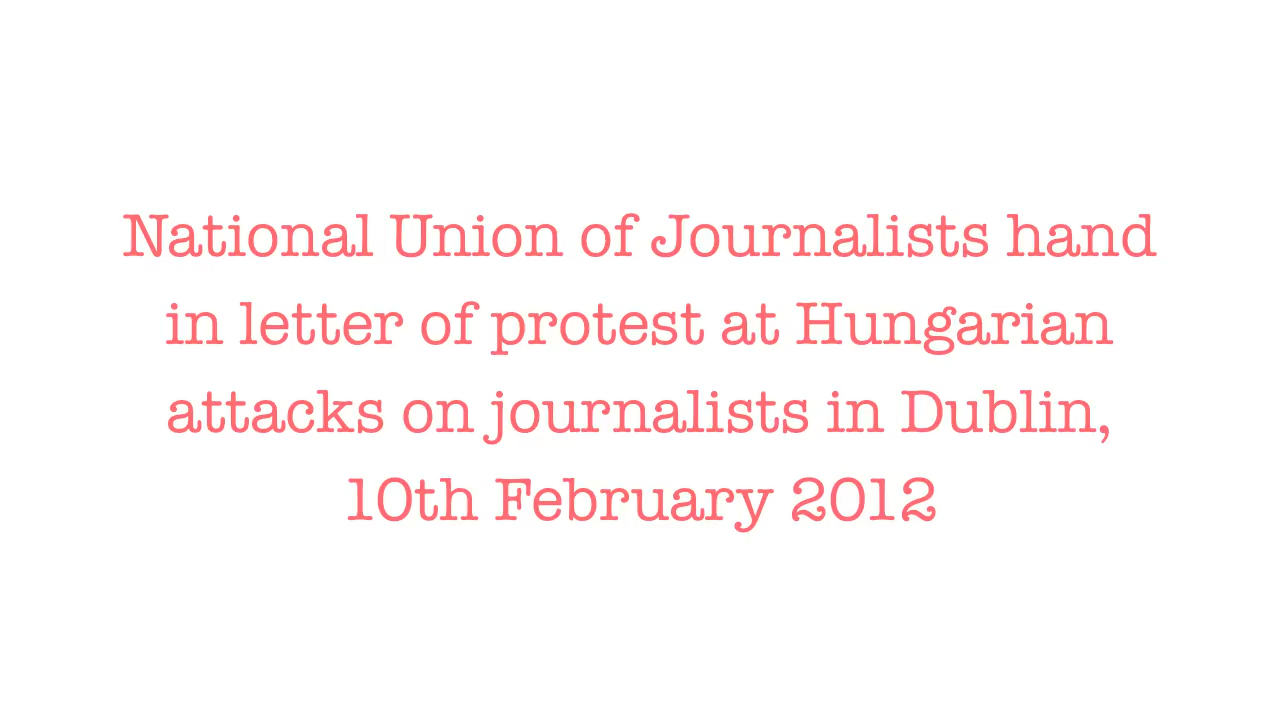 National Union of Journalists hand
in letter of protest at Hungarian
attacks on journalists in Dublin,
10th February 2012